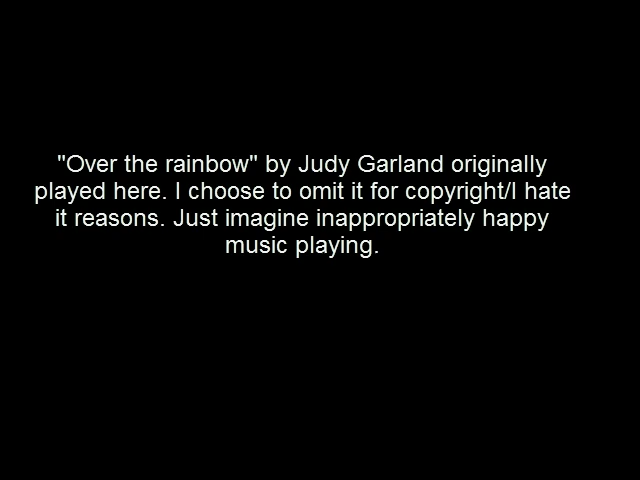 "Over the rainbow" by Judy Garland originally
played here. I choose to omit it for copyright/I hate
it reasons. Just imagine inappropriately happy
music playing.